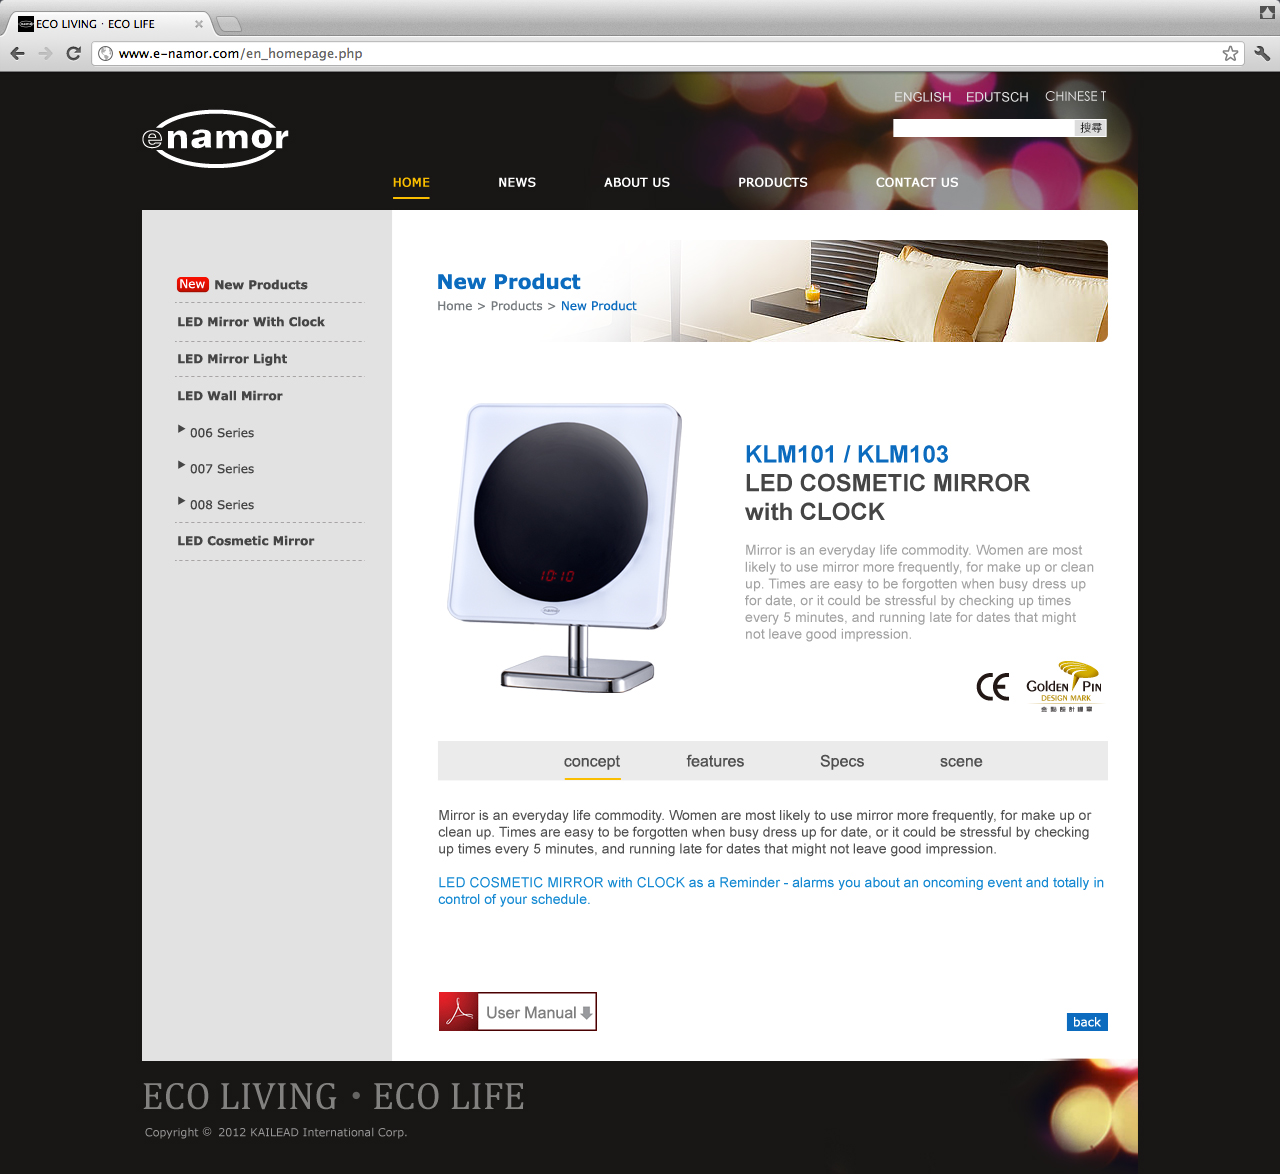 ECO LIVING · ECO LIFE
www.e-namor.com/en_homepage.php
ENGLISH EDUTSCH CHINESE T
搜尋
enamor
HOME NEWS ABOUT US PRODUCTS CONTACT US
New New Products
LED Mirror With Clock
LED Mirror Light
LED Wall Mirror
006 Series
007 Series
008 Series
LED Cosmetic Mirror
New Product
Home > Products > New Product
10:10
enamor
KLM101 / KLM103
LED COSMETIC MIRROR
with CLOCK
Mirror is an everyday life commodity. Women are most
likely to use mirror more frequently, for make up or clean
up. Times are easy to be forgotten when busy dress up
for date, or it could be stressful by checking up times
every 5 minutes, and running late for dates that might
not leave good impression.
CE
GOLDEN PIN
DESIGN MARK
金點設計標章
concept features Specs scene
Mirror is an everyday life commodity. Women are most likely to use mirror more frequently, for make up or
clean up. Times are easy to be forgotten when busy dress up for date, or it could be stressful by checking
up times every 5 minutes, and running late for dates that might not leave good impression.
LED COSMETIC MIRROR with CLOCK as a Reminder - alarms you about an oncoming event and totally in
control of your schedule.
User Manual
back
ECO LIVING · ECO LIFE
Copyright © 2012 KAILEAD International Corp.